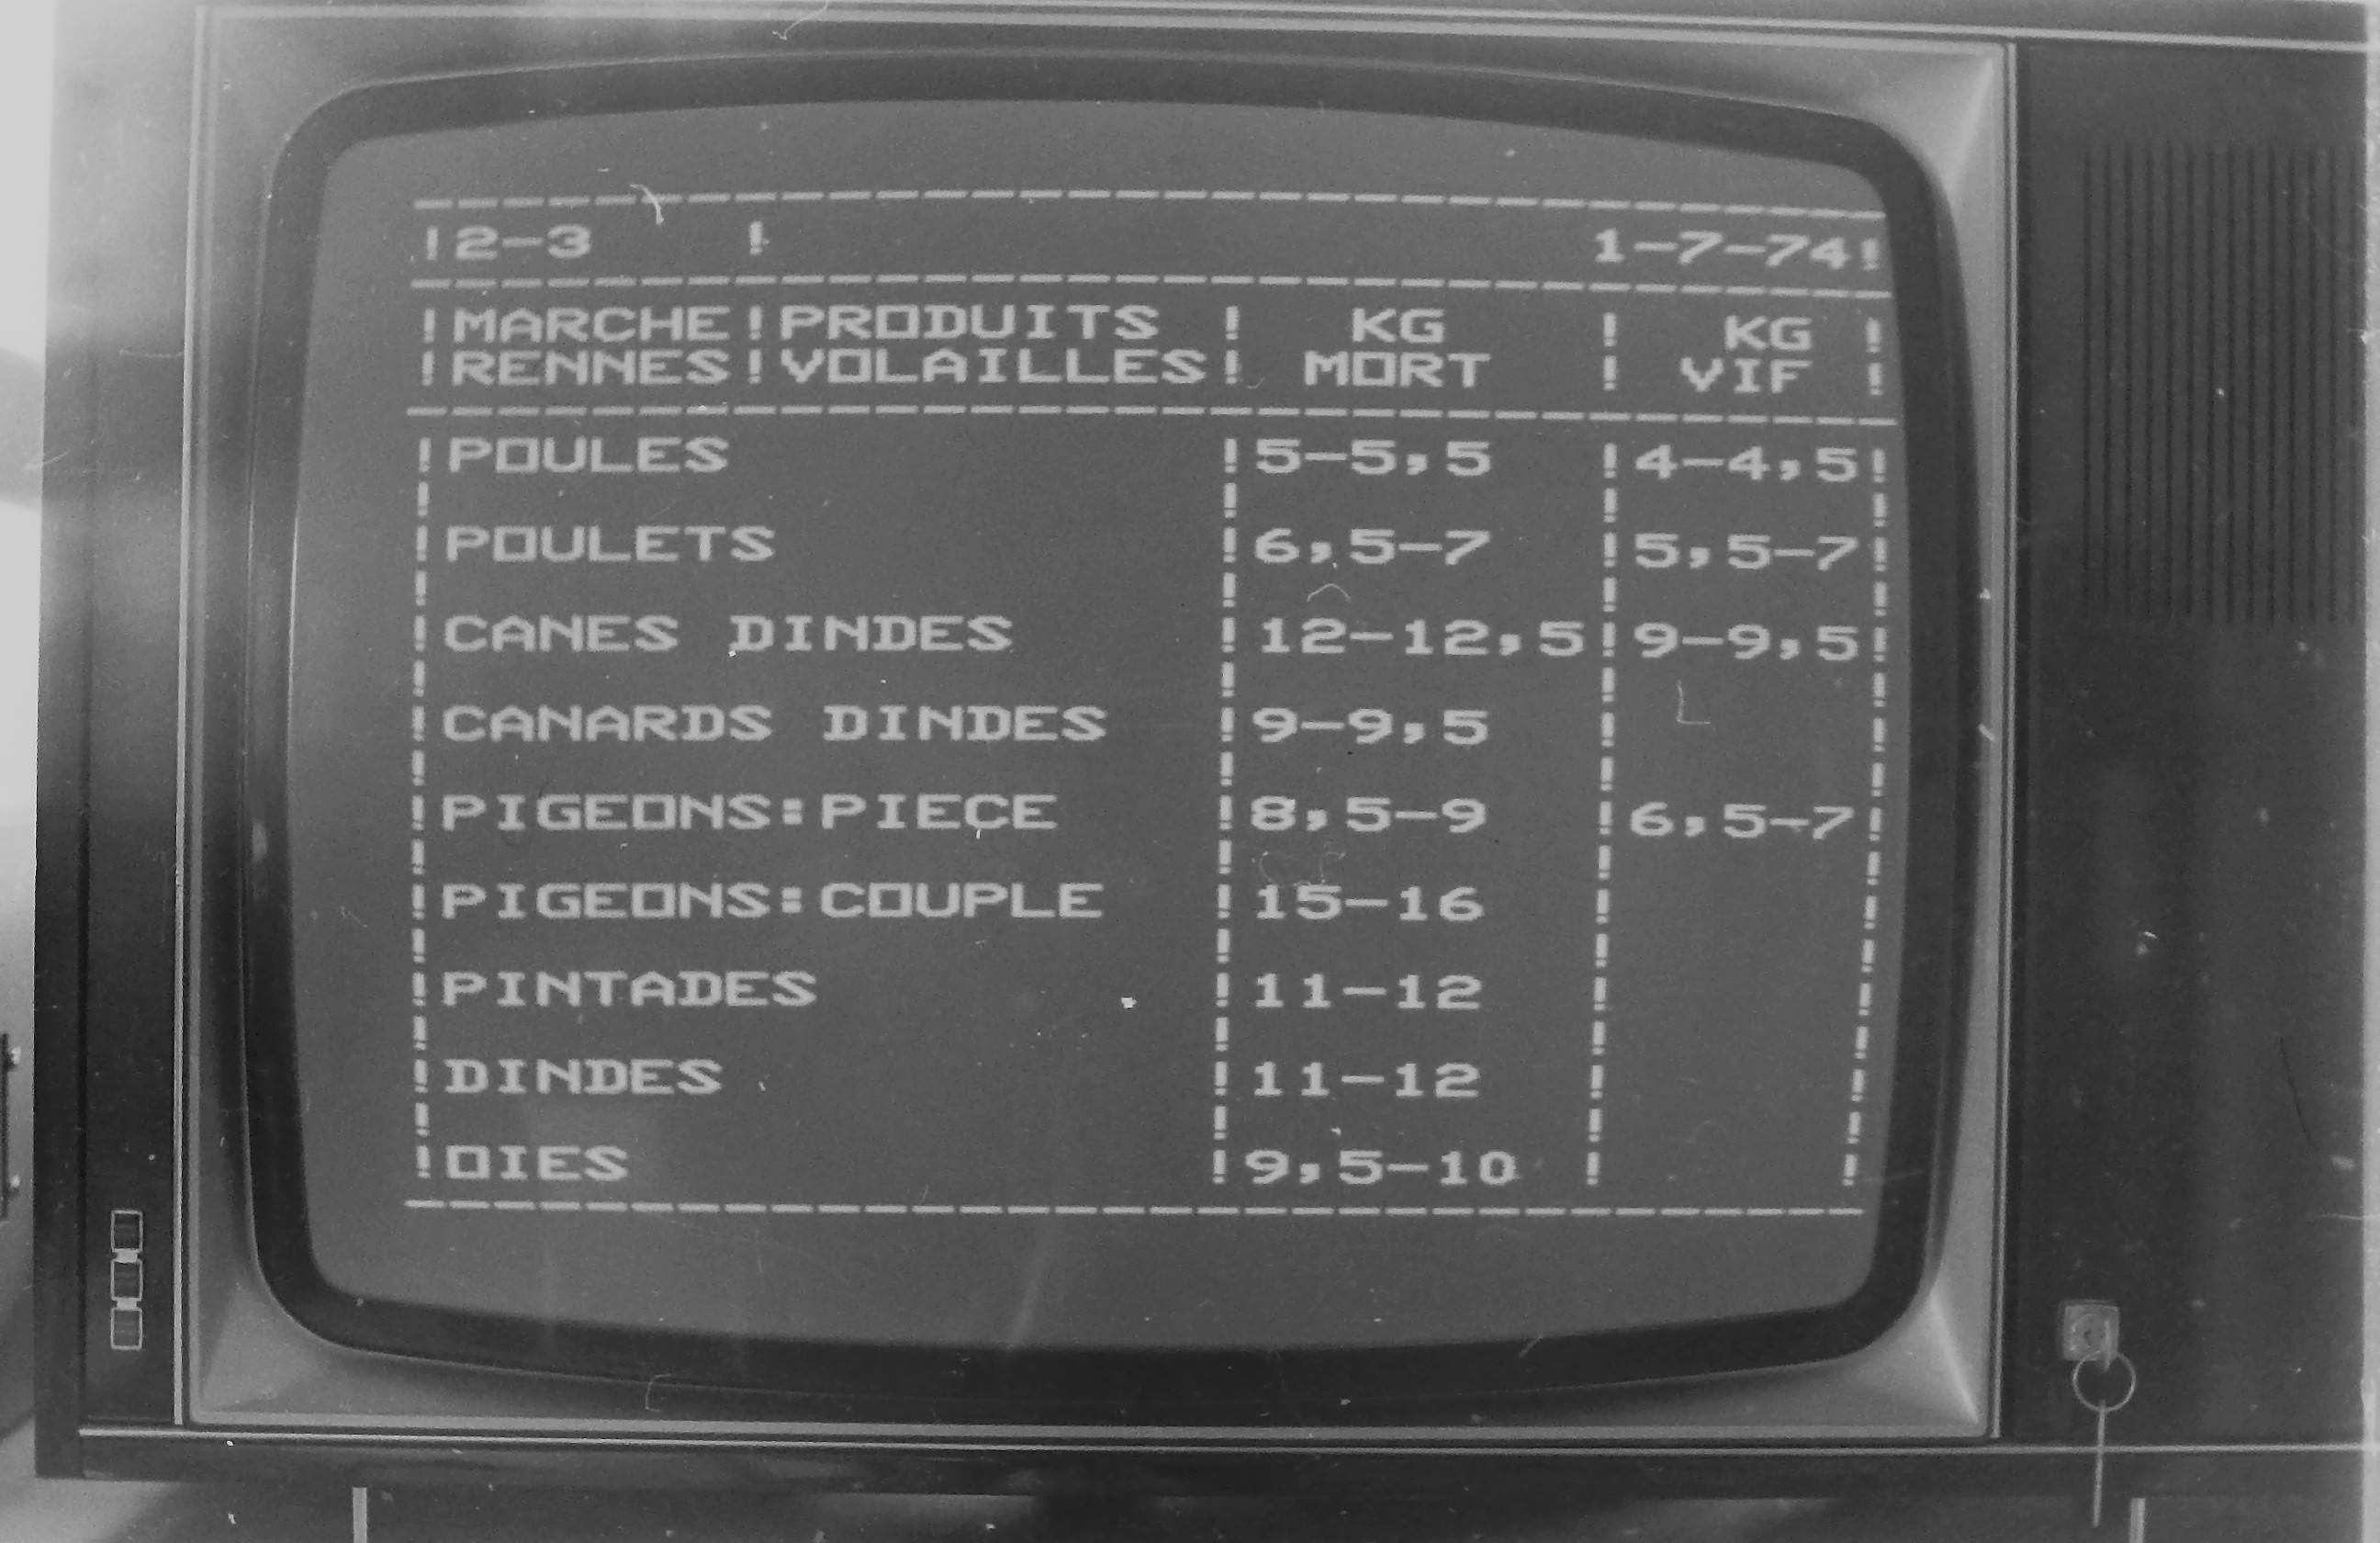 !2-3 ! 1-7-74!
!MARCHE!PRODUITS ! KG ! KG !
!RENNES!VOLAILLES! MORT ! VIF !
!POULES !5-5,5 !4-4,5!
!POULETS !6,5-7 !5,5-7!
!CANES DINDES !12-12,5!9-9,5!
!CANARDS DINDES !9-9,5 ! !
!PIGEONS:PIECE !8,5-9 !6,5-7!
!PIGEONS:COUPLE !15-16 ! !
!PINTADES !11-12 ! !
!DINDES !11-12 ! !
!OIES !9,5-10 ! !